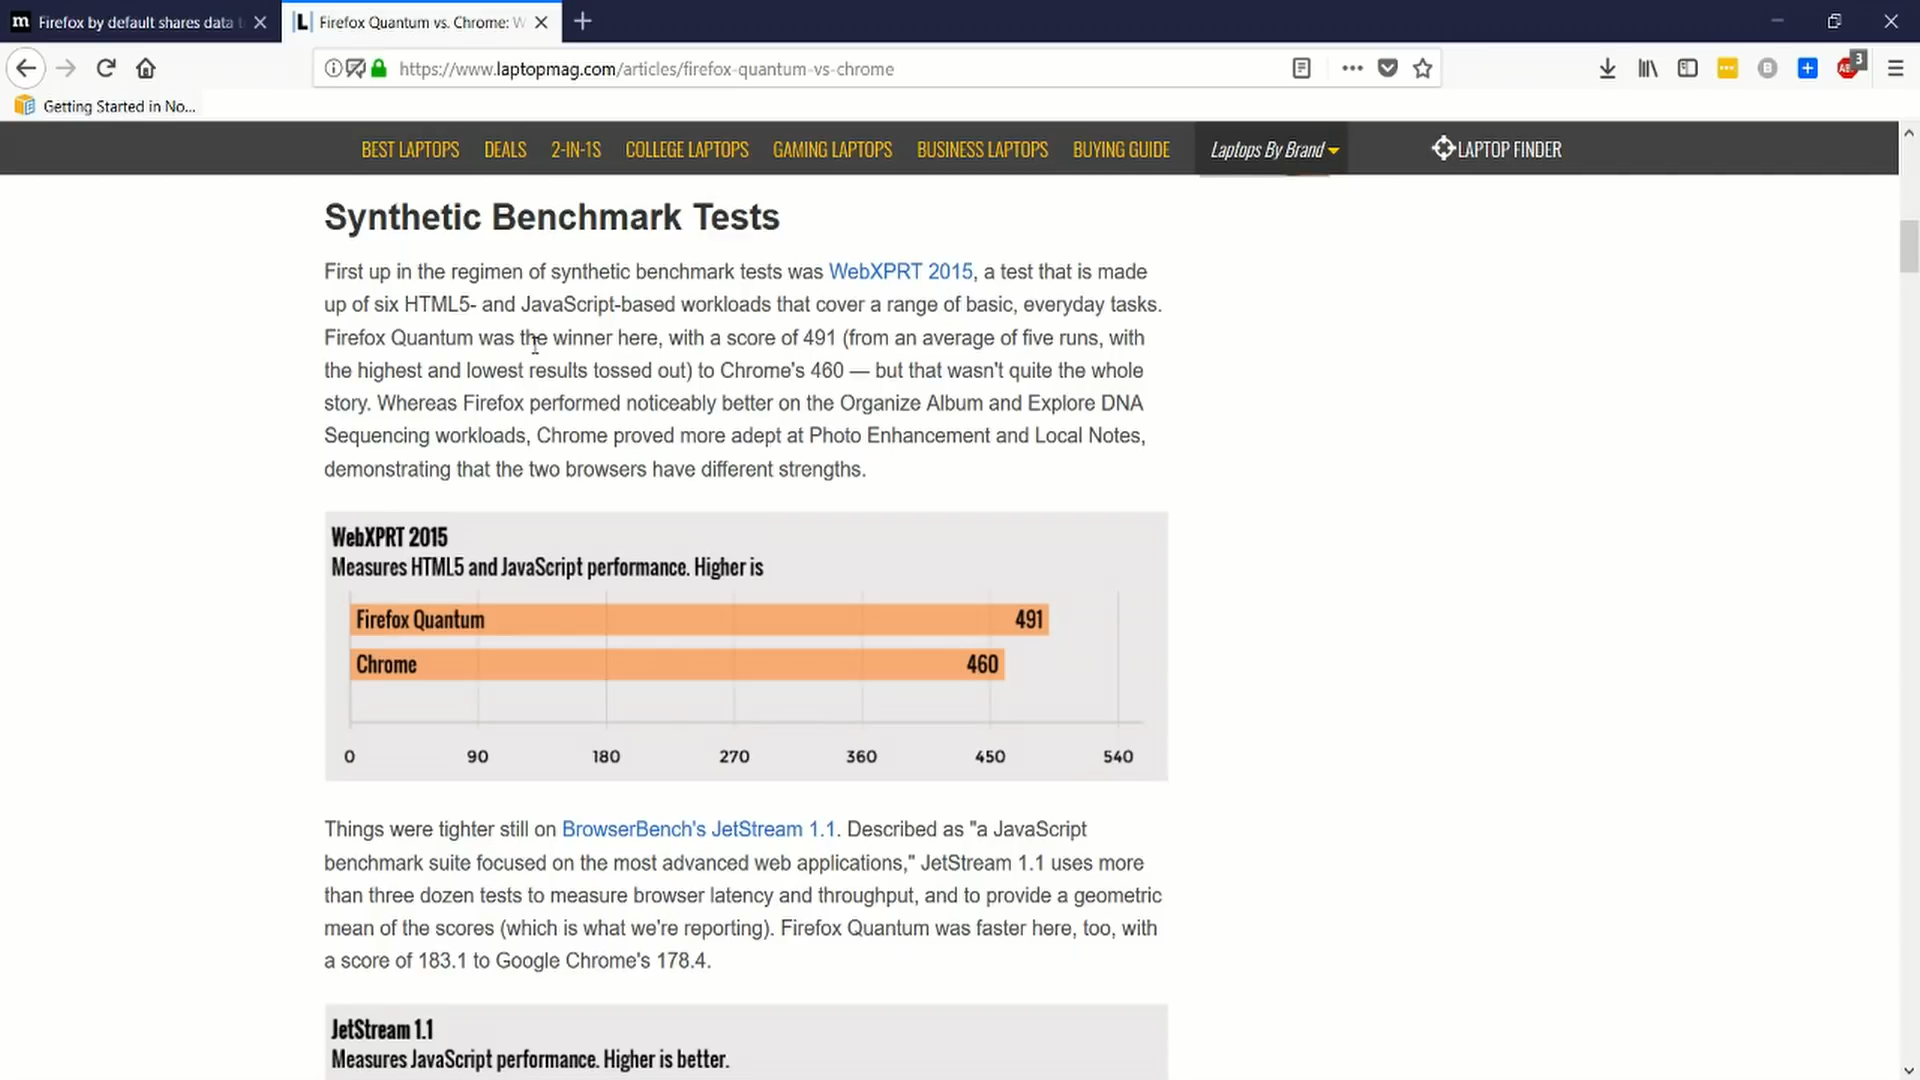 Firefox by default shares data t
Firefox Quantum vs. Chrome: W
https://www.laptopmag.com/articles/firefox-quantum-vs-chrome
3
Getting Started in No...
BEST LAPTOPS DEALS 2-IN-1S COLLEGE LAPTOPS GAMING LAPTOPS BUSINESS LAPTOPS BUYING GUIDE Laptops By Brand LAPTOP FINDER
Synthetic Benchmark Tests
First up in the regimen of synthetic benchmark tests was WebXPRT 2015, a test that is made
up of six HTML5- and JavaScript-based workloads that cover a range of basic, everyday tasks.
Firefox Quantum was the winner here, with a score of 491 (from an average of five runs, with
the highest and lowest results tossed out) to Chrome's 460 — but that wasn't quite the whole
story. Whereas Firefox performed noticeably better on the Organize Album and Explore DNA
Sequencing workloads, Chrome proved more adept at Photo Enhancement and Local Notes,
demonstrating that the two browsers have different strengths.
WebXPRT 2015
Measures HTML5 and JavaScript performance. Higher is
Firefox Quantum 491
Chrome 460
0 90 180 270 360 450 540
Things were tighter still on BrowserBench's JetStream 1.1. Described as "a JavaScript
benchmark suite focused on the most advanced web applications," JetStream 1.1 uses more
than three dozen tests to measure browser latency and throughput, and to provide a geometric
mean of the scores (which is what we're reporting). Firefox Quantum was faster here, too, with
a score of 183.1 to Google Chrome's 178.4.
JetStream 1.1
Measures JavaScript performance. Higher is better.